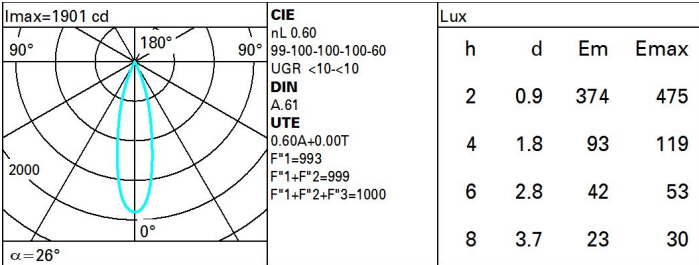 Imax=1901 cd
90° 180° 90°
2000
0°
α=26°
CIE
nL 0.60
99-100-100-100-60
UGR <10-<10
DIN
A.61
UTE
0.60A+0.00T
F"1=993
F"1+F"2=999
F"1+F"2+F"3=1000
Lux
h d Em Emax
2 0.9 374 475
4 1.8 93 119
6 2.8 42 53
8 3.7 23 30